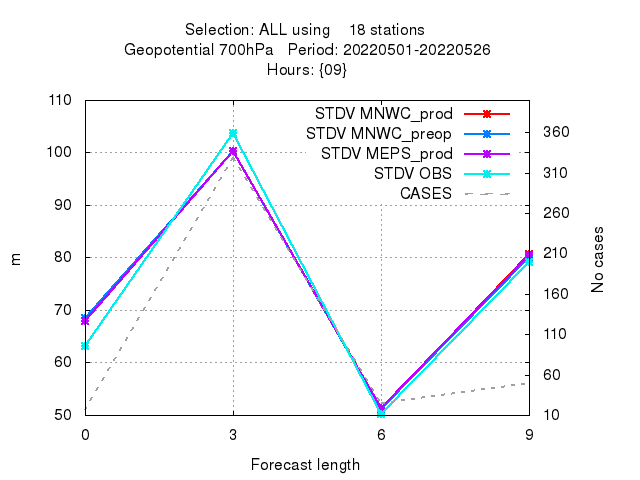 Selection: ALL using    18 stations
Geopotential 700hPa   Period: 20220501-20220526
Hours: {09}
STDV MNWC_prod
STDV MNWC_preop
STDV MEPS_prod
STDV OBS
CASES
110
100
90
80
70
60
50
m
360
310
260
210
160
110
60
10
No cases
0
3
6
9
Forecast length